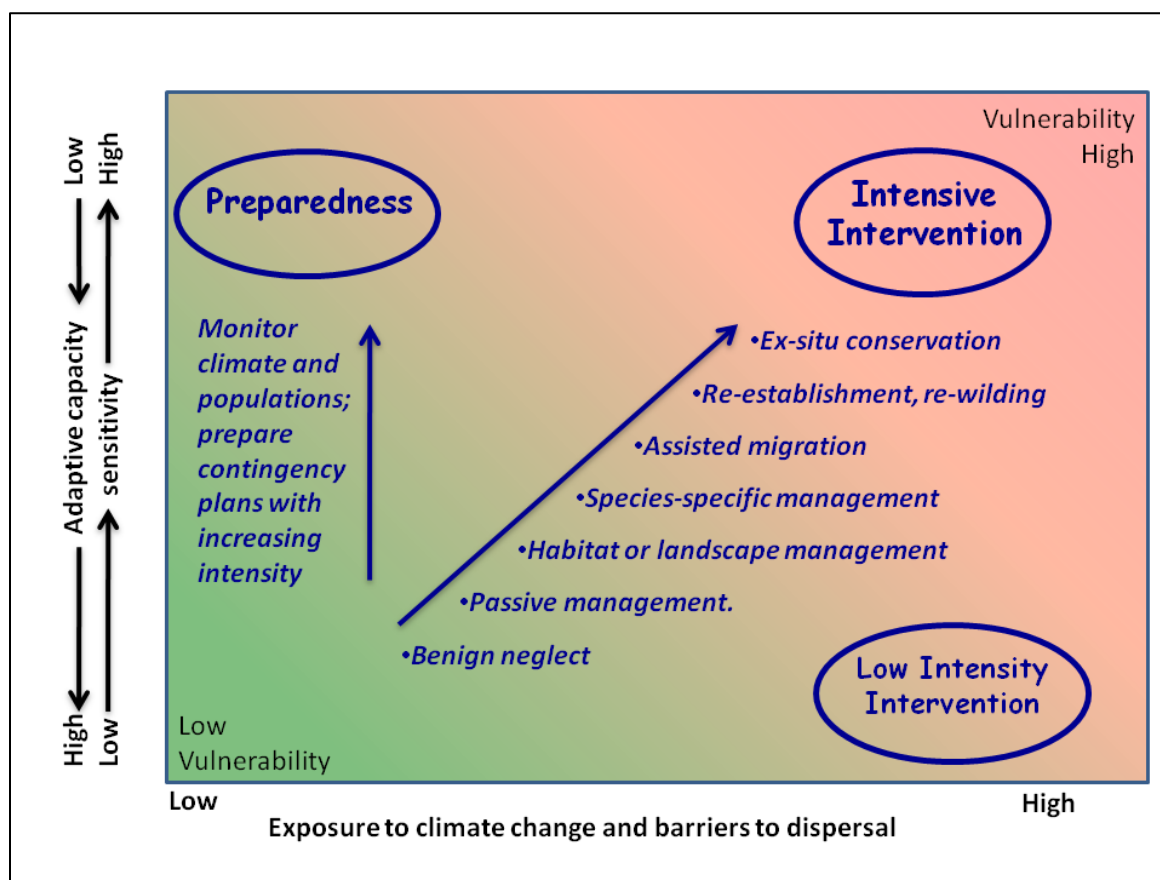 Vulnerability
High
Preparedness
Intensive
Intervention
Low
High
Adaptive capacity
sensitivity
High
Low
Monitor
climate and
populations;
prepare
contingency
plans with
increasing
intensity
•Ex-situ conservation
•Re-establishment, re-wilding
•Assisted migration
•Species-specific management
•Habitat or landscape management
•Passive management.
•Benign neglect
Low Intensity
Intervention
Low
Vulnerability
Low
High
Exposure to climate change and barriers to dispersal